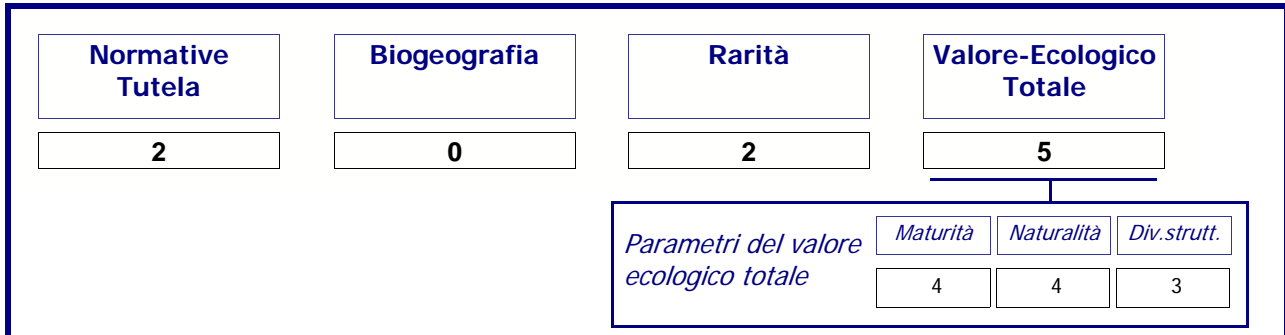 Normative
Tutela
Biogeografia
Rarità
Valore-Ecologico
Totale
2
0
2
5
Parametri del valore
ecologico totale
Maturità
Naturalità
Div.strutt.
4
4
3